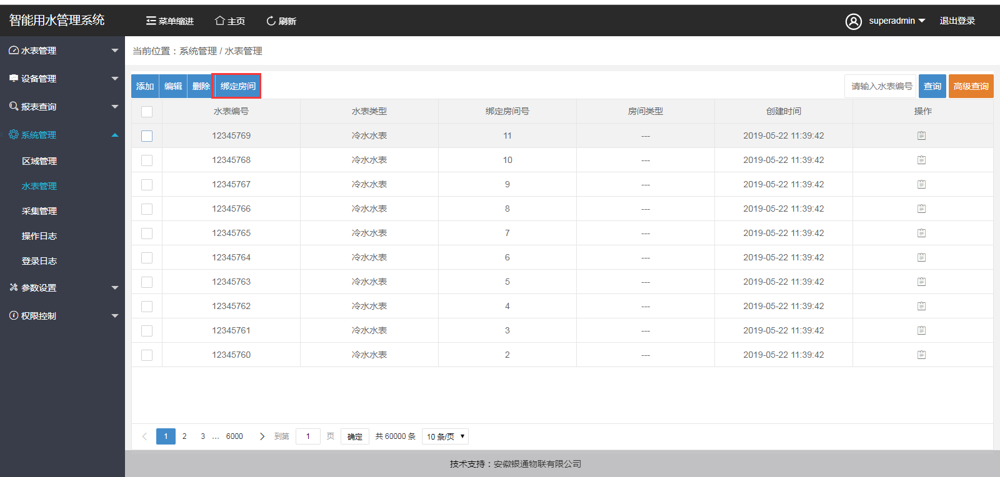 智能用水管理系统
菜单缩进 主页 刷新
superadmin 退出登录
水表管理
设备管理
报表查询
系统管理
区域管理
水表管理
采集管理
操作日志
登录日志
参数设置
权限控制
当前位置：系统管理 / 水表管理
添加 编辑 删除 绑定房间
请输入水表编号 查询 高级查询
水表编号 水表类型 绑定房间号 房间类型 创建时间 操作
12345769 冷水水表 11 --- 2019-05-22 11:39:42
12345768 冷水水表 10 --- 2019-05-22 11:39:42
12345767 冷水水表 9 --- 2019-05-22 11:39:42
12345766 冷水水表 8 --- 2019-05-22 11:39:42
12345765 冷水水表 7 --- 2019-05-22 11:39:42
12345764 冷水水表 6 --- 2019-05-22 11:39:42
12345763 冷水水表 5 --- 2019-05-22 11:39:42
12345762 冷水水表 4 --- 2019-05-22 11:39:42
12345761 冷水水表 3 --- 2019-05-22 11:39:42
12345760 冷水水表 2 --- 2019-05-22 11:39:42
1 2 3 … 6000 到第 1 页 确定 共 60000 条 10 条/页
技术支持：安徽银通物联有限公司